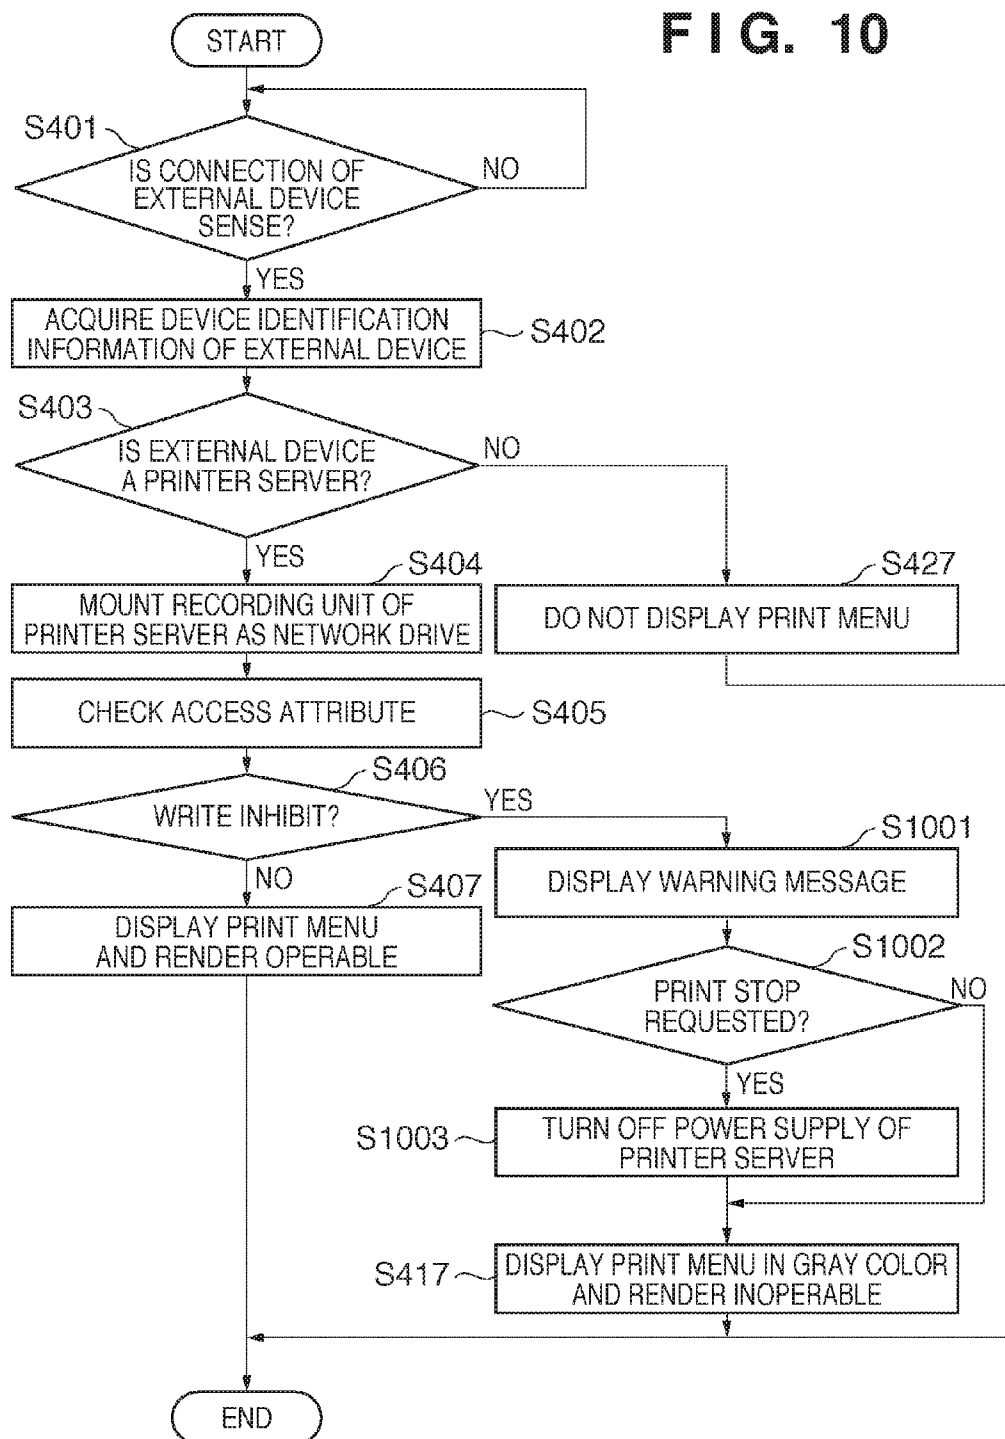 FIG. 10
START
S401
IS CONNECTION OF
EXTERNAL DEVICE
SENSE?
NO
YES
ACQUIRE DEVICE IDENTIFICATION
INFORMATION OF EXTERNAL DEVICE
S402
S403
IS EXTERNAL DEVICE
A PRINTER SERVER?
NO
YES
S404
MOUNT RECORDING UNIT OF
PRINTER SERVER AS NETWORK DRIVE
S427
DO NOT DISPLAY PRINT MENU
CHECK ACCESS ATTRIBUTE
S405
S406
WRITE INHIBIT?
YES
NO
S1001
DISPLAY WARNING MESSAGE
S407
DISPLAY PRINT MENU
AND RENDER OPERABLE
S1002
PRINT STOP
REQUESTED?
NO
YES
S1003
TURN OFF POWER SUPPLY OF
PRINTER SERVER
S417
DISPLAY PRINT MENU IN GRAY COLOR
AND RENDER INOPERABLE
END